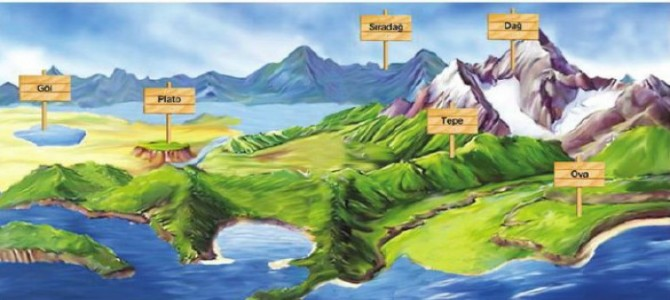 Sıradağ
Dağ
Göl
Plato
Tepe
Ova